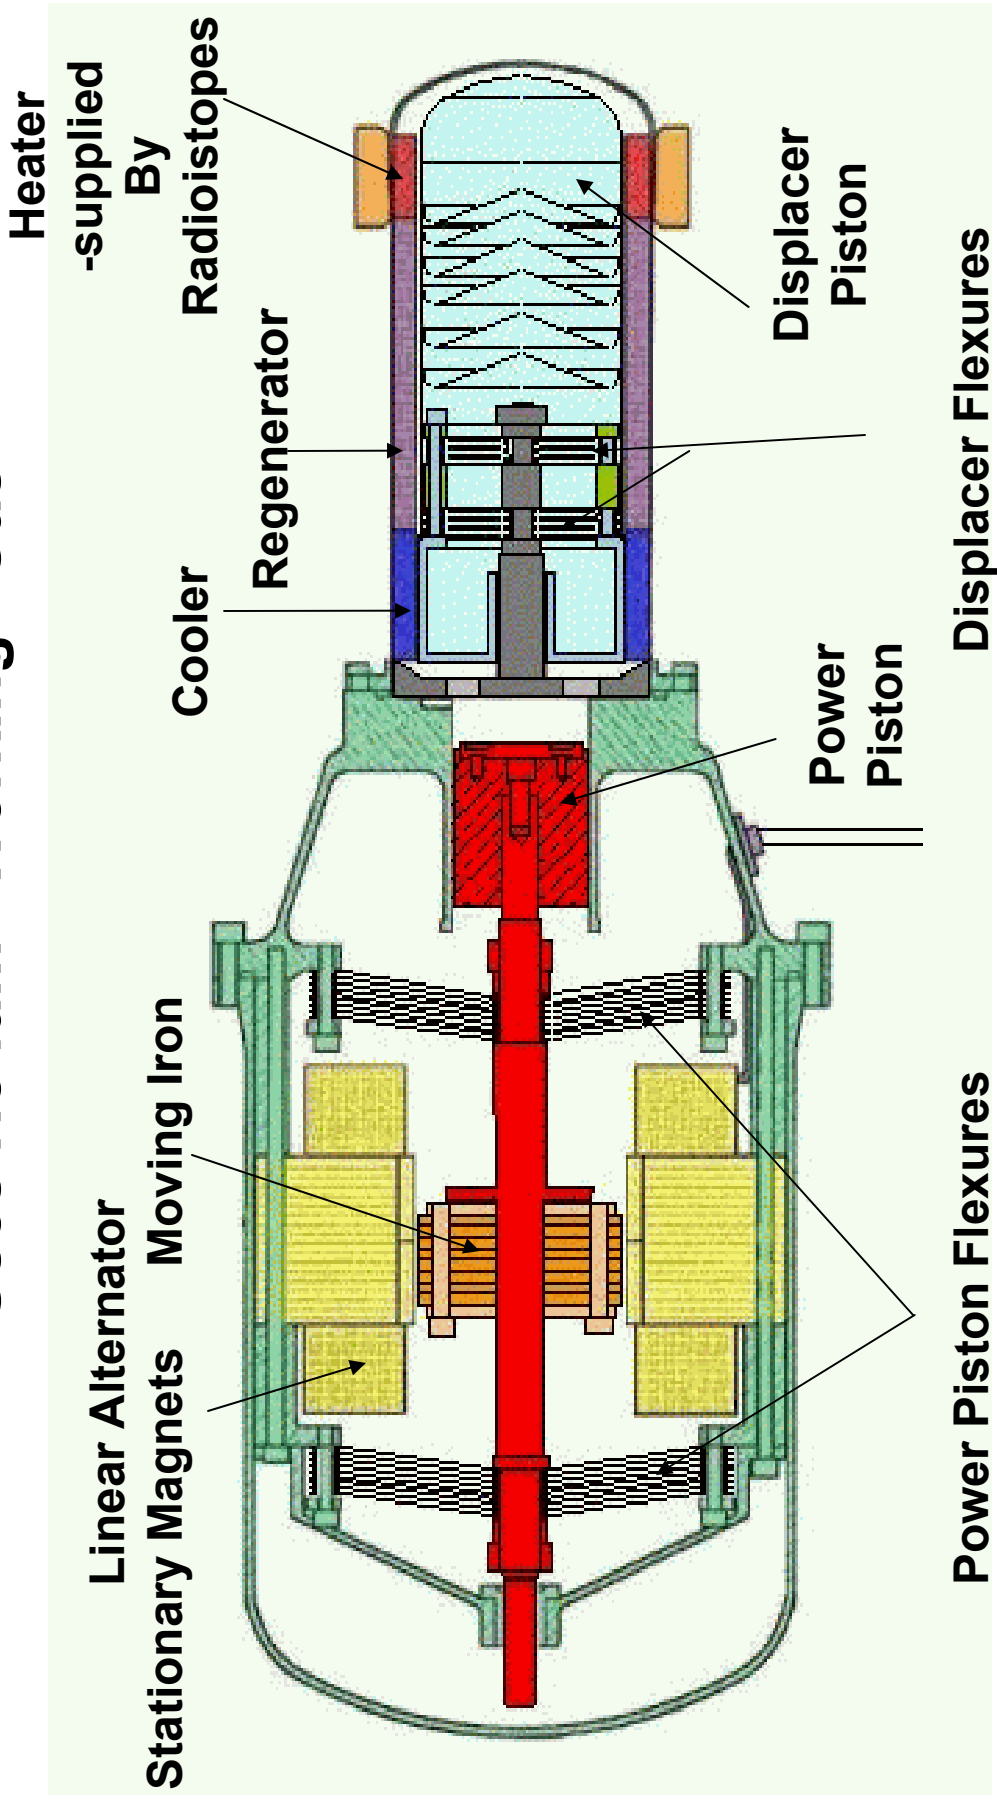 Heater
-supplied
By
Radioistopes
Regenerator
Cooler
Displacer
Piston
Displacer Flexures
Power
Piston
Moving Iron
Linear Alternator
Stationary Magnets
Power Piston Flexures